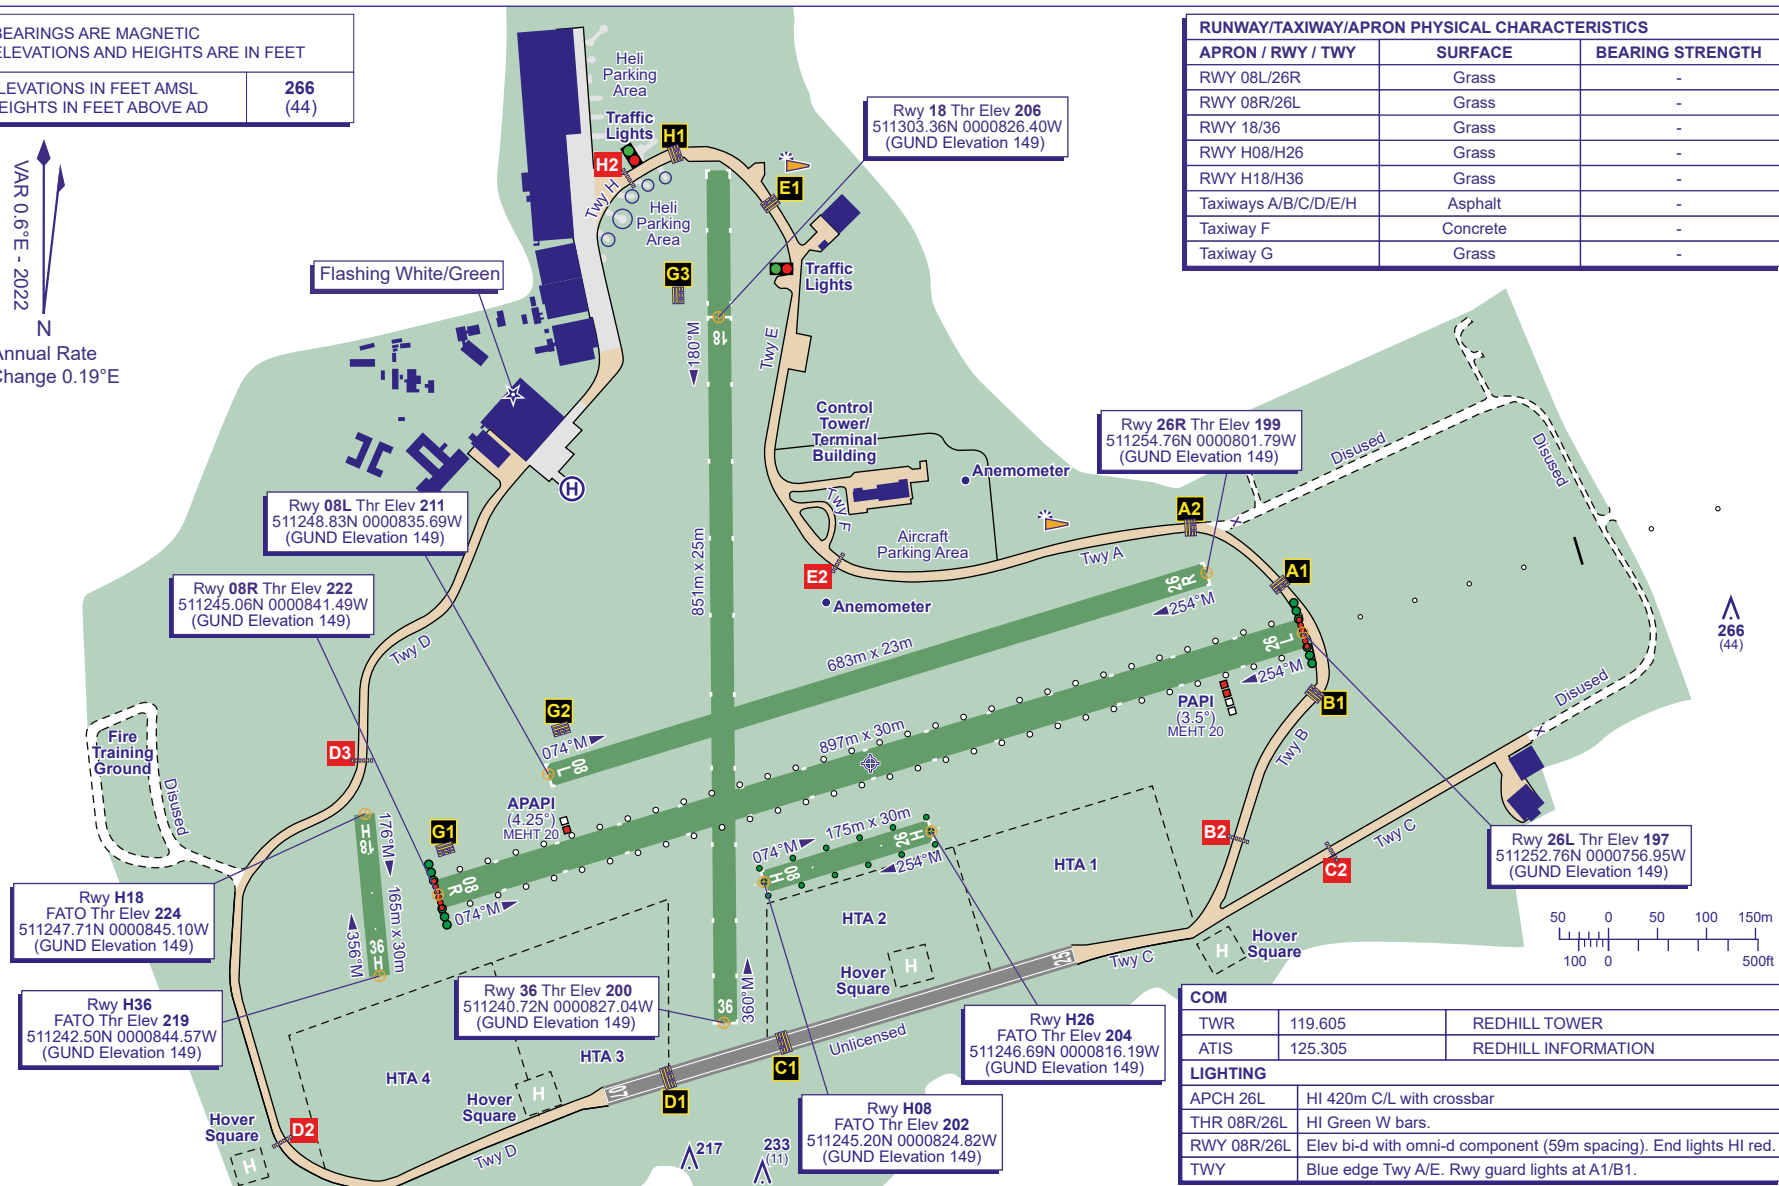 BEARINGS ARE MAGNETIC
ELEVATIONS AND HEIGHTS ARE IN FEET
ELEVATIONS IN FEET AMSL 266
HEIGHTS IN FEET ABOVE AD (44)
VAR 0.6°E - 2022
N
Annual Rate
Change 0.19°E
RUNWAY/TAXIWAY/APRON PHYSICAL CHARACTERISTICS
APRON / RWY / TWY SURFACE BEARING STRENGTH
RWY 08L/26R Grass -
RWY 08R/26L Grass -
RWY 18/36 Grass -
RWY H08/H26 Grass -
RWY H18/H36 Grass -
Taxiways A/B/C/D/E/H Asphalt -
Taxiway F Concrete -
Taxiway G Grass -
Heli
Parking
Area
Traffic
Lights
H1
H2
Twy H
Heli
Parking
Area
E1
Rwy 18 Thr Elev 206
511303.36N 0000826.40W
(GUND Elevation 149)
G3
Traffic
Lights
Flashing White/Green
18
180°M
Twy E
Control
Tower/
Terminal
Building
Anemometer
H
Twy F
Aircraft
Parking Area
E2
Anemometer
Twy A
A2
X
Disused
Disused
Rwy 26R Thr Elev 199
511254.76N 0000801.79W
(GUND Elevation 149)
A1
26
R
254°M
Rwy 08L Thr Elev 211
511248.83N 0000835.69W
(GUND Elevation 149)
Rwy 08R Thr Elev 222
511245.06N 0000841.49W
(GUND Elevation 149)
851m x 25m
683m x 23m
26
L
254°M
PAPI
(3.5°)
MEHT 20
B1
266
(44)
Disused
X
Twy D
G2
074°M
08
L
897m x 30m
Twy B
D3
Fire
Training
Ground
Disused
APAPI
(4.25°)
MEHT 20
G1
H
18
176°M
165m x 30m
08
R
074°M
175m x 30m
074°M
08
H
26
H
254°M
HTA 1
B2
C2
Twy C
Rwy 26L Thr Elev 197
511252.76N 0000756.95W
(GUND Elevation 149)
Rwy H18
FATO Thr Elev 224
511247.71N 0000845.10W
(GUND Elevation 149)
356°M
36
H
HTA 2
H
Hover
Square
H
Hover
Square
Twy C
25
50 0 50 100 150m
100 0 500ft
Rwy H36
FATO Thr Elev 219
511242.50N 0000844.57W
(GUND Elevation 149)
Rwy 36 Thr Elev 200
511240.72N 0000827.04W
(GUND Elevation 149)
36
360°M
Rwy H26
FATO Thr Elev 204
511246.69N 0000816.19W
(GUND Elevation 149)
HTA 3
HTA 4
C1
Unlicensed
07
D1
Hover
Square
H
Hover
Square
H
D2
Twy D
217
233
(11)
Rwy H08
FATO Thr Elev 202
511245.20N 0000824.82W
(GUND Elevation 149)
COM
TWR 119.605 REDHILL TOWER
ATIS 125.305 REDHILL INFORMATION
LIGHTING
APCH 26L HI 420m C/L with crossbar
THR 08R/26L HI Green W bars.
RWY 08R/26L Elev bi-d with omni-d component (59m spacing). End lights HI red.
TWY Blue edge Twy A/E. Rwy guard lights at A1/B1.